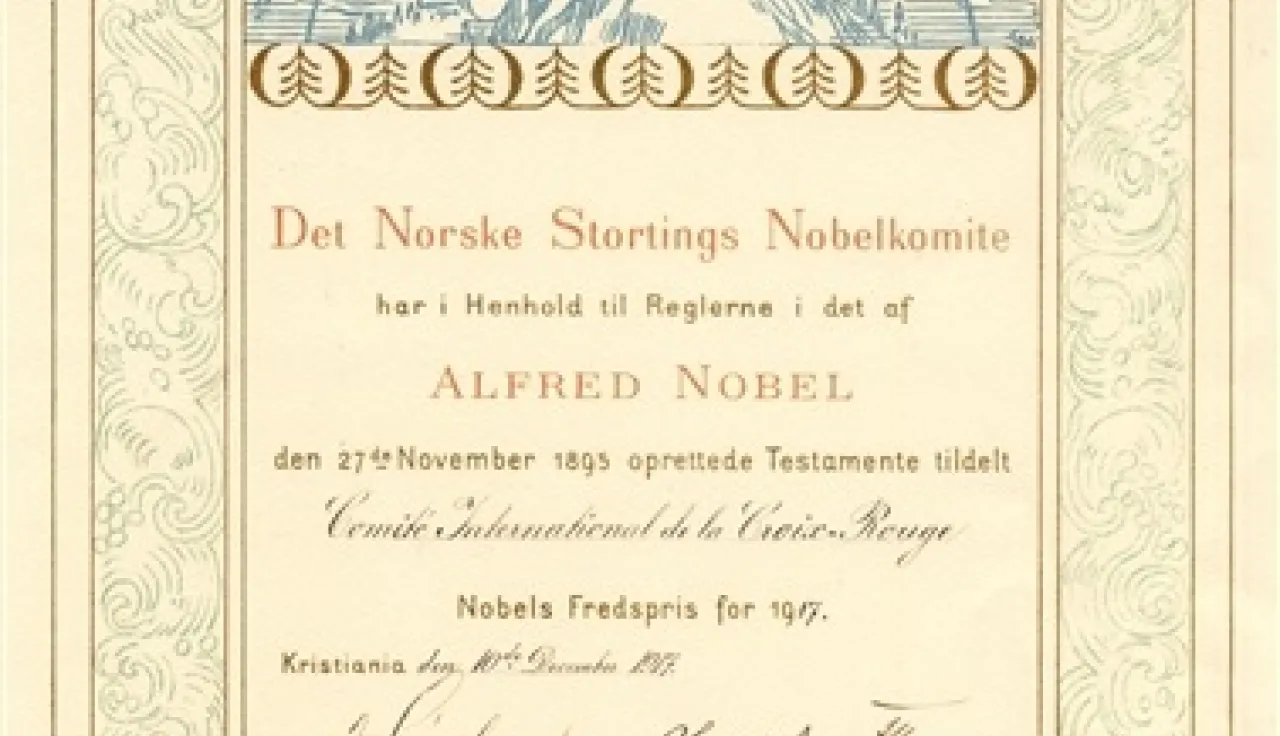 Det Norske Stortings Nobelkomite
har i Henhold til Reglerne i det af
ALFRED NOBEL
den 27de November 1895 oprettede Testamente tildelt
Comité International de la Croix-Rouge
Nobels Fredspris for 1917.
Kristiania den 10de December 1917.